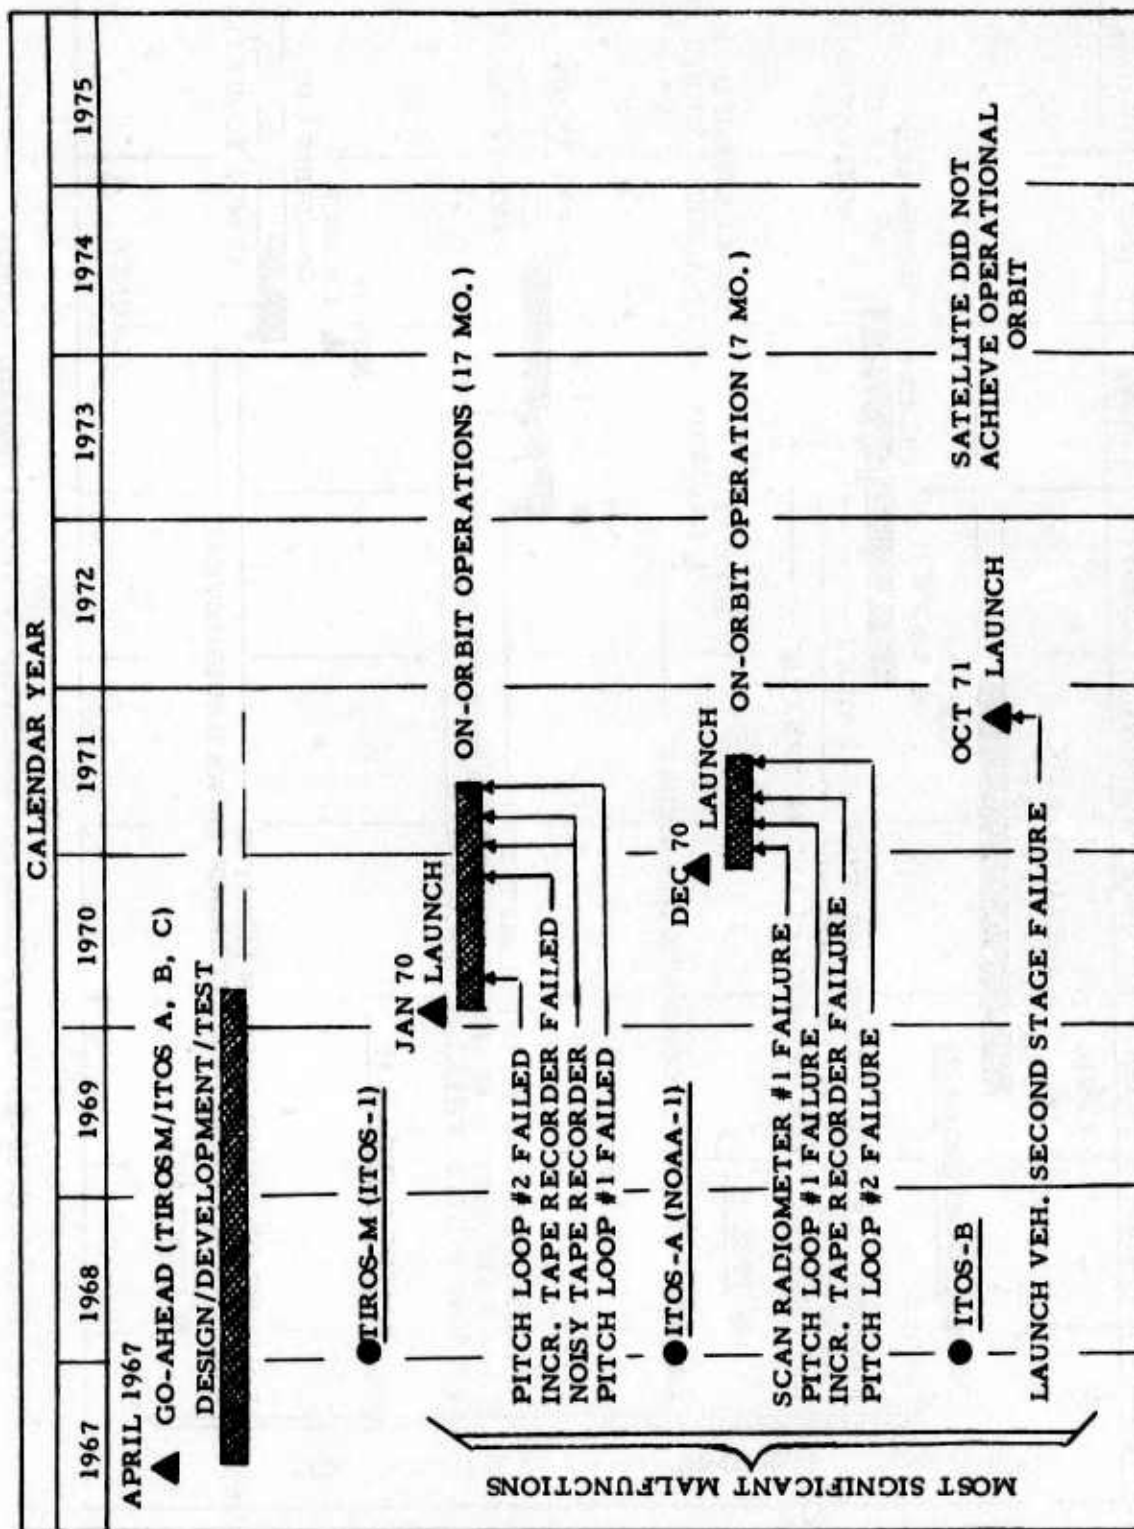 CALENDAR YEAR
1967 1968 1969 1970 1971 1972 1973 1974 1975
APRIL 1967
GO-AHEAD (TIROSM/ITOS A, B, C)
DESIGN/DEVELOPMENT/TEST
TIROS-M (ITOS-1)
JAN 70
LAUNCH
ON-ORBIT OPERATIONS (17 MO.)
PITCH LOOP #2 FAILED
INCR. TAPE RECORDER FAILED
NOISY TAPE RECORDER
PITCH LOOP #1 FAILED
ITOS-A (NOAA-1)
DEC 70
LAUNCH
ON-ORBIT OPERATION (7 MO.)
SCAN RADIOMETER #1 FAILURE
PITCH LOOP #1 FAILURE
INCR. TAPE RECORDER FAILURE
PITCH LOOP #2 FAILURE
ITOS-B
OCT 71
LAUNCH
SATELLITE DID NOT
ACHIEVE OPERATIONAL
ORBIT
LAUNCH VEH. SECOND STAGE FAILURE
MOST SIGNIFICANT MALFUNCTIONS